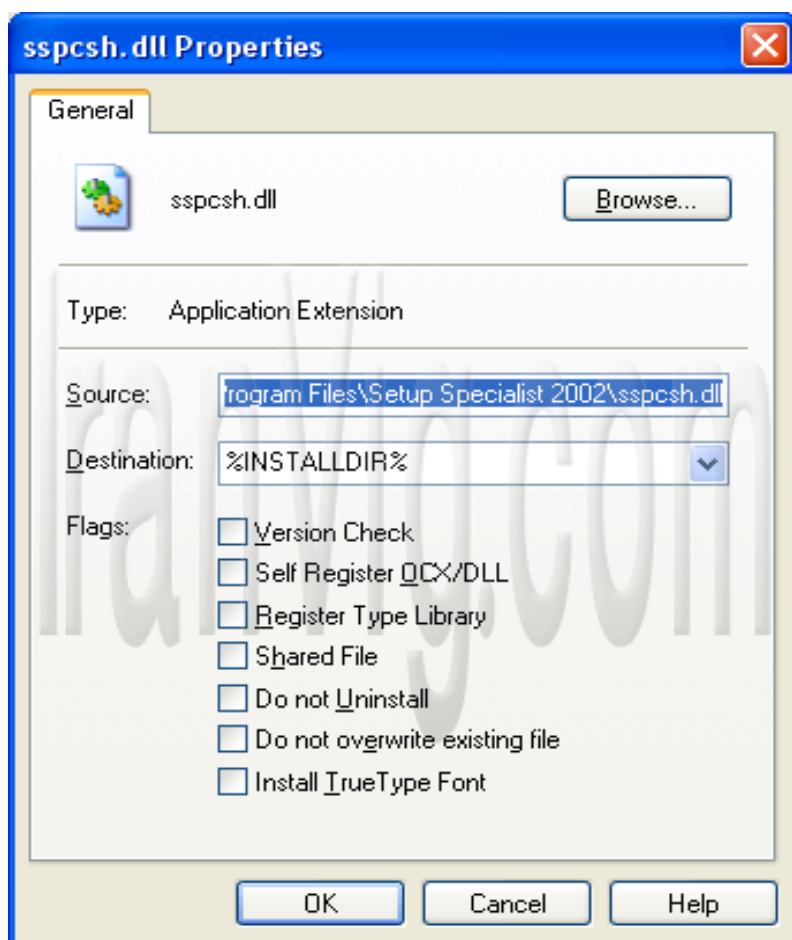 sspcsh.dll Properties
General
sspcsh.dll
Browse...
Type: Application Extension
Source: rogram Files\Setup Specialist 2002\sspcsh.dll
Destination: %INSTALLDIR%
Flags: Version Check
Self Register OCX/DLL
Register Type Library
Shared File
Do not Uninstall
Do not overwrite existing file
Install TrueType Font
IranVig.com
OK Cancel Help